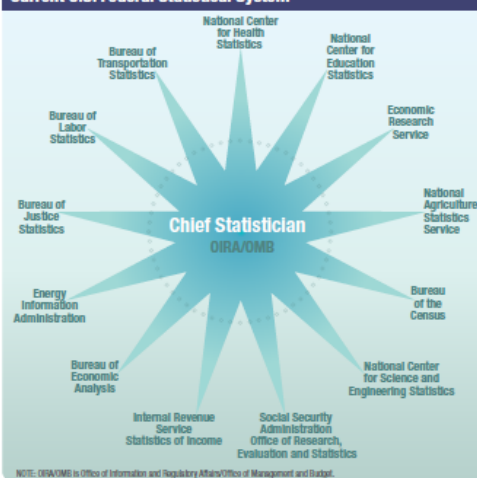 Current U.S. Federal Statistical System
National Center
for Health
Statistics
National
Center for
Education
Statistics
Economic
Research
Service
National
Agriculture
Statistics
Service
Bureau
of the
Census
National Center
for Science and
Engineering Statistics
Social Security
Administration
Office of Research,
Evaluation and Statistics
Internal Revenue
Service
Statistics of Income
Bureau of
Economic
Analysis
Energy
Information
Administration
Bureau of
Justice
Statistics
Bureau of
Labor
Statistics
Bureau of
Transportation
Statistics
Chief Statistician
OIRA/OMB
NOTE: OIRA/OMB is Office of Information and Regulatory Affairs/Office of Management and Budget.